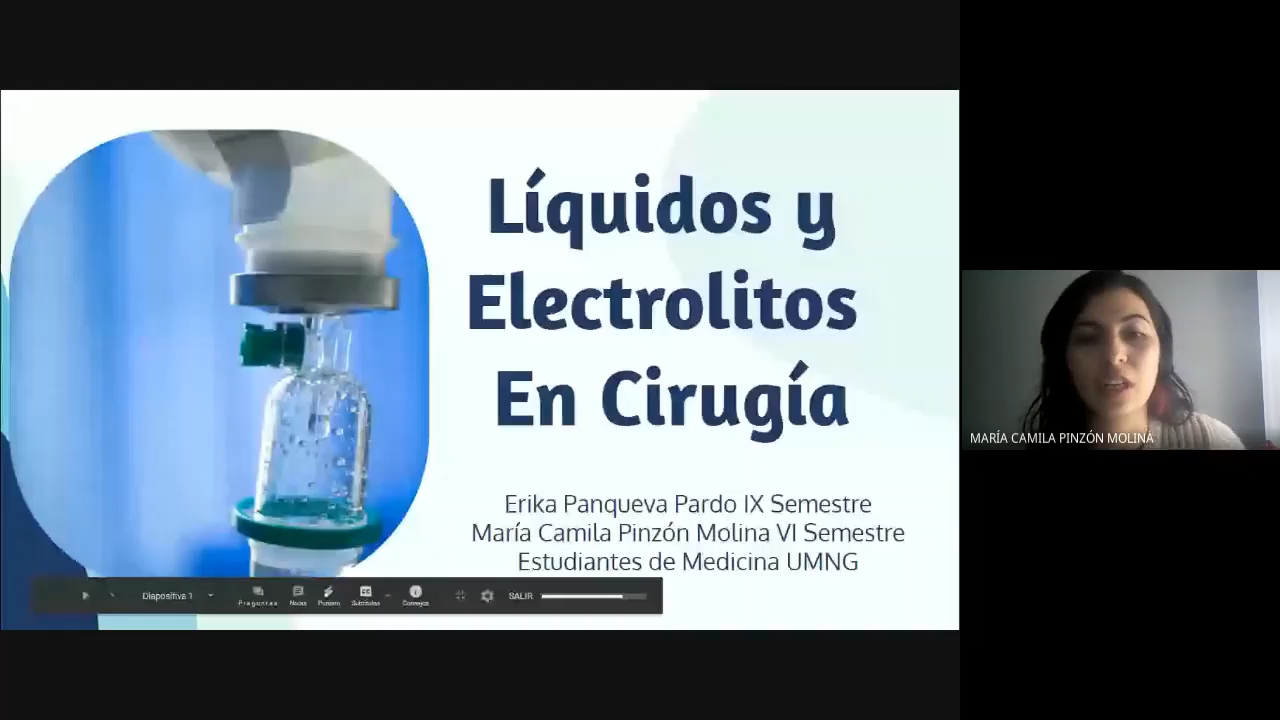 Líquidos y
Electrolitos
En Cirugía
Erika Panqueva Pardo IX Semestre
María Camila Pinzón Molina VI Semestre
Estudiantes de Medicina UMNG
Diapositiva 1
Preguntas
Notas
Puntero
Subtítulos
Consejos
SALIR
MARÍA CAMILA PINZÓN MOLINA